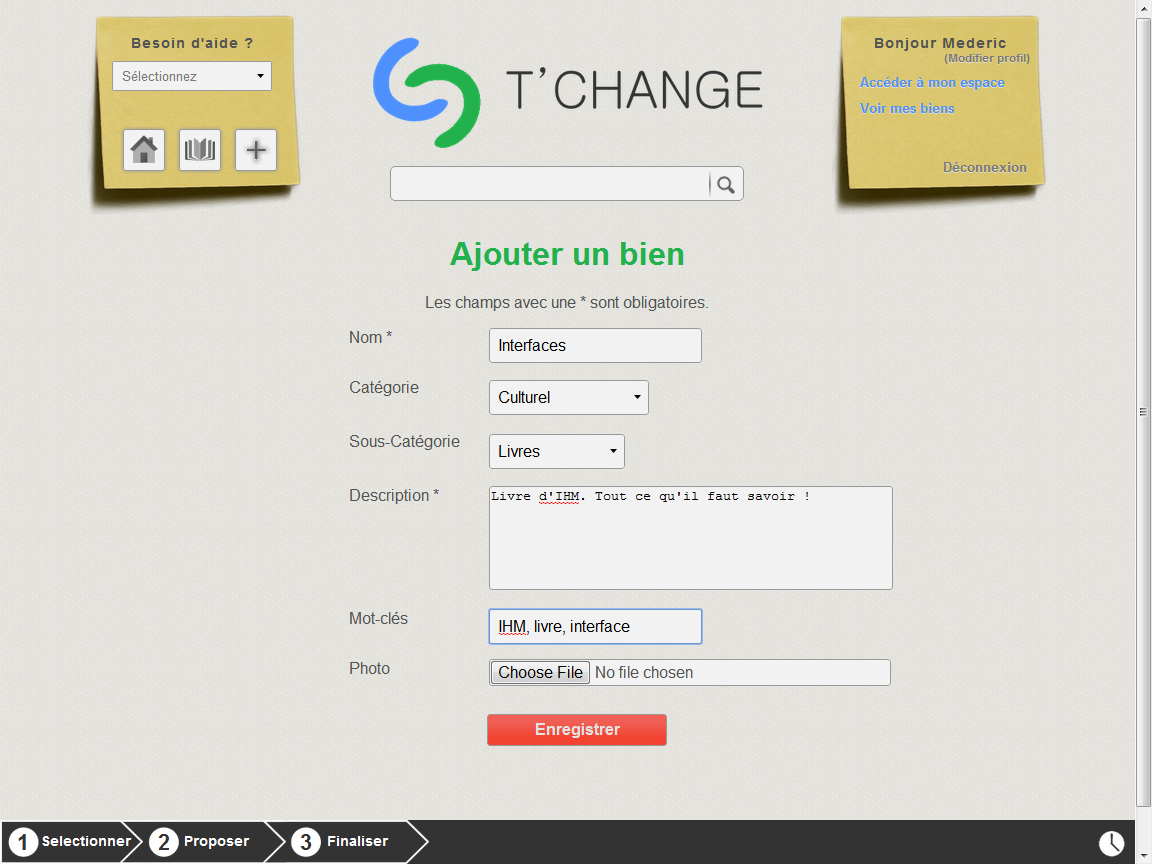 Besoin d'aide ?
Sélectionnez
T'CHANGE
Bonjour Mederic
(Modifier profil)
Accéder à mon espace
Voir mes biens
Déconnexion
Ajouter un bien
Les champs avec une * sont obligatoires.
Nom *
Interfaces
Catégorie
Culturel
Sous-Catégorie
Livres
Description *
Livre d'IHM. Tout ce qu'il faut savoir !
Mot-clés
IHM, livre, interface
Photo
Choose File No file chosen
Enregistrer
1 Selectionner 2 Proposer 3 Finaliser